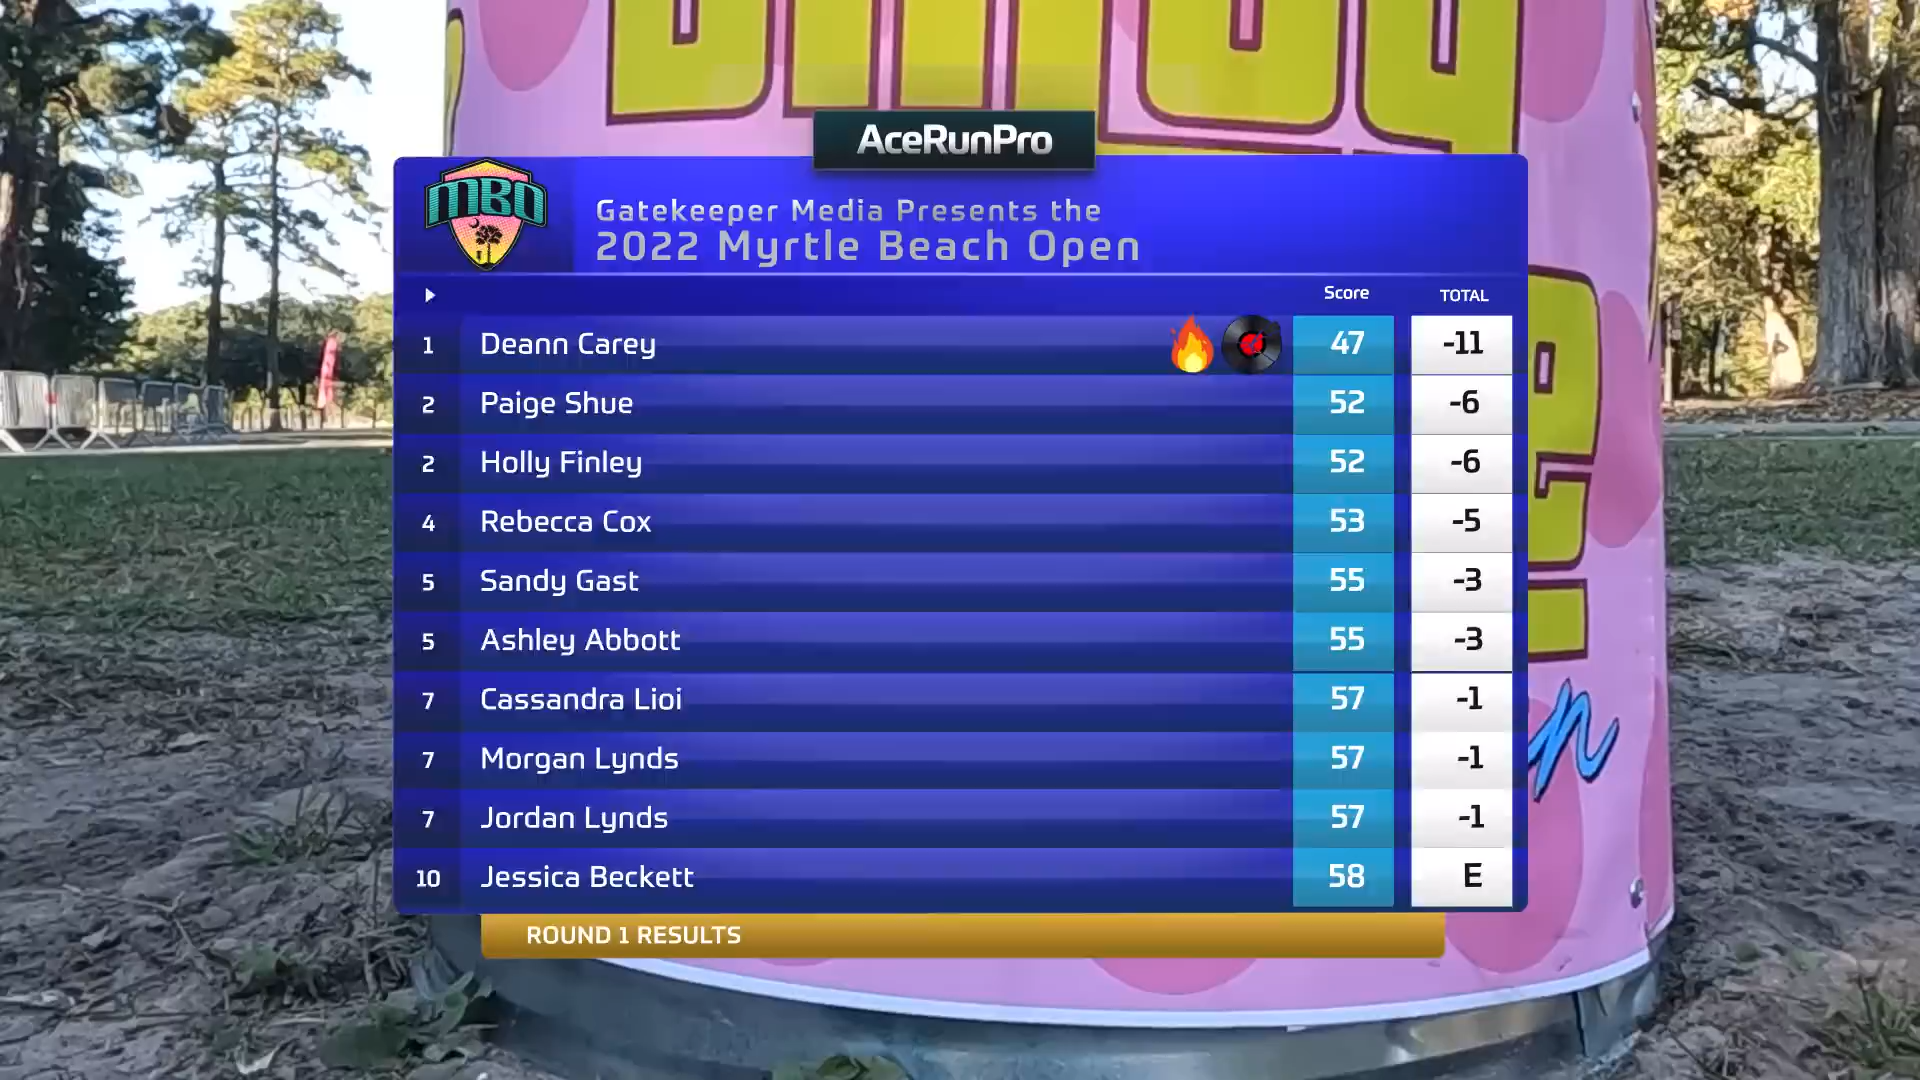 AceRunPro
MBO
Gatekeeper Media Presents the
2022 Myrtle Beach Open
Score TOTAL
1 Deann Carey 47 -11
2 Paige Shue 52 -6
2 Holly Finley 52 -6
4 Rebecca Cox 53 -5
5 Sandy Gast 55 -3
5 Ashley Abbott 55 -3
7 Cassandra Lioi 57 -1
7 Morgan Lynds 57 -1
7 Jordan Lynds 57 -1
10 Jessica Beckett 58 E
ROUND 1 RESULTS